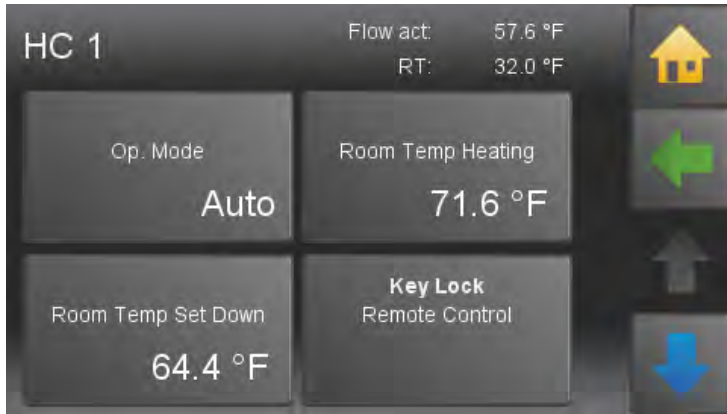 HC 1
Flow act: 57.6 °F
RT: 32.0 °F
Op. Mode
Auto
Room Temp Heating
71.6 °F
Room Temp Set Down
64.4 °F
Key Lock
Remote Control